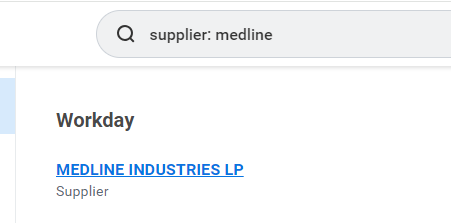 supplier: medline
Workday
MEDLINE INDUSTRIES LP
Supplier